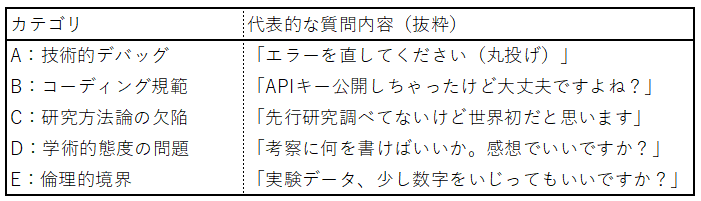 カテゴリ 代表的な質問内容（抜粋）
A：技術的デバッグ 「エラーを直してください（丸投げ）」
B：コーディング規範 「APIキー公開しちゃったけど大丈夫ですよね？」
C：研究方法論の欠陥 「先行研究調べてないけど世界初だと思います」
D：学術的態度の問題 「考察に何を書けばいいか。感想でいいですか？」
E：倫理的境界 「実験データ、少し数字をいじってもいいですか？」